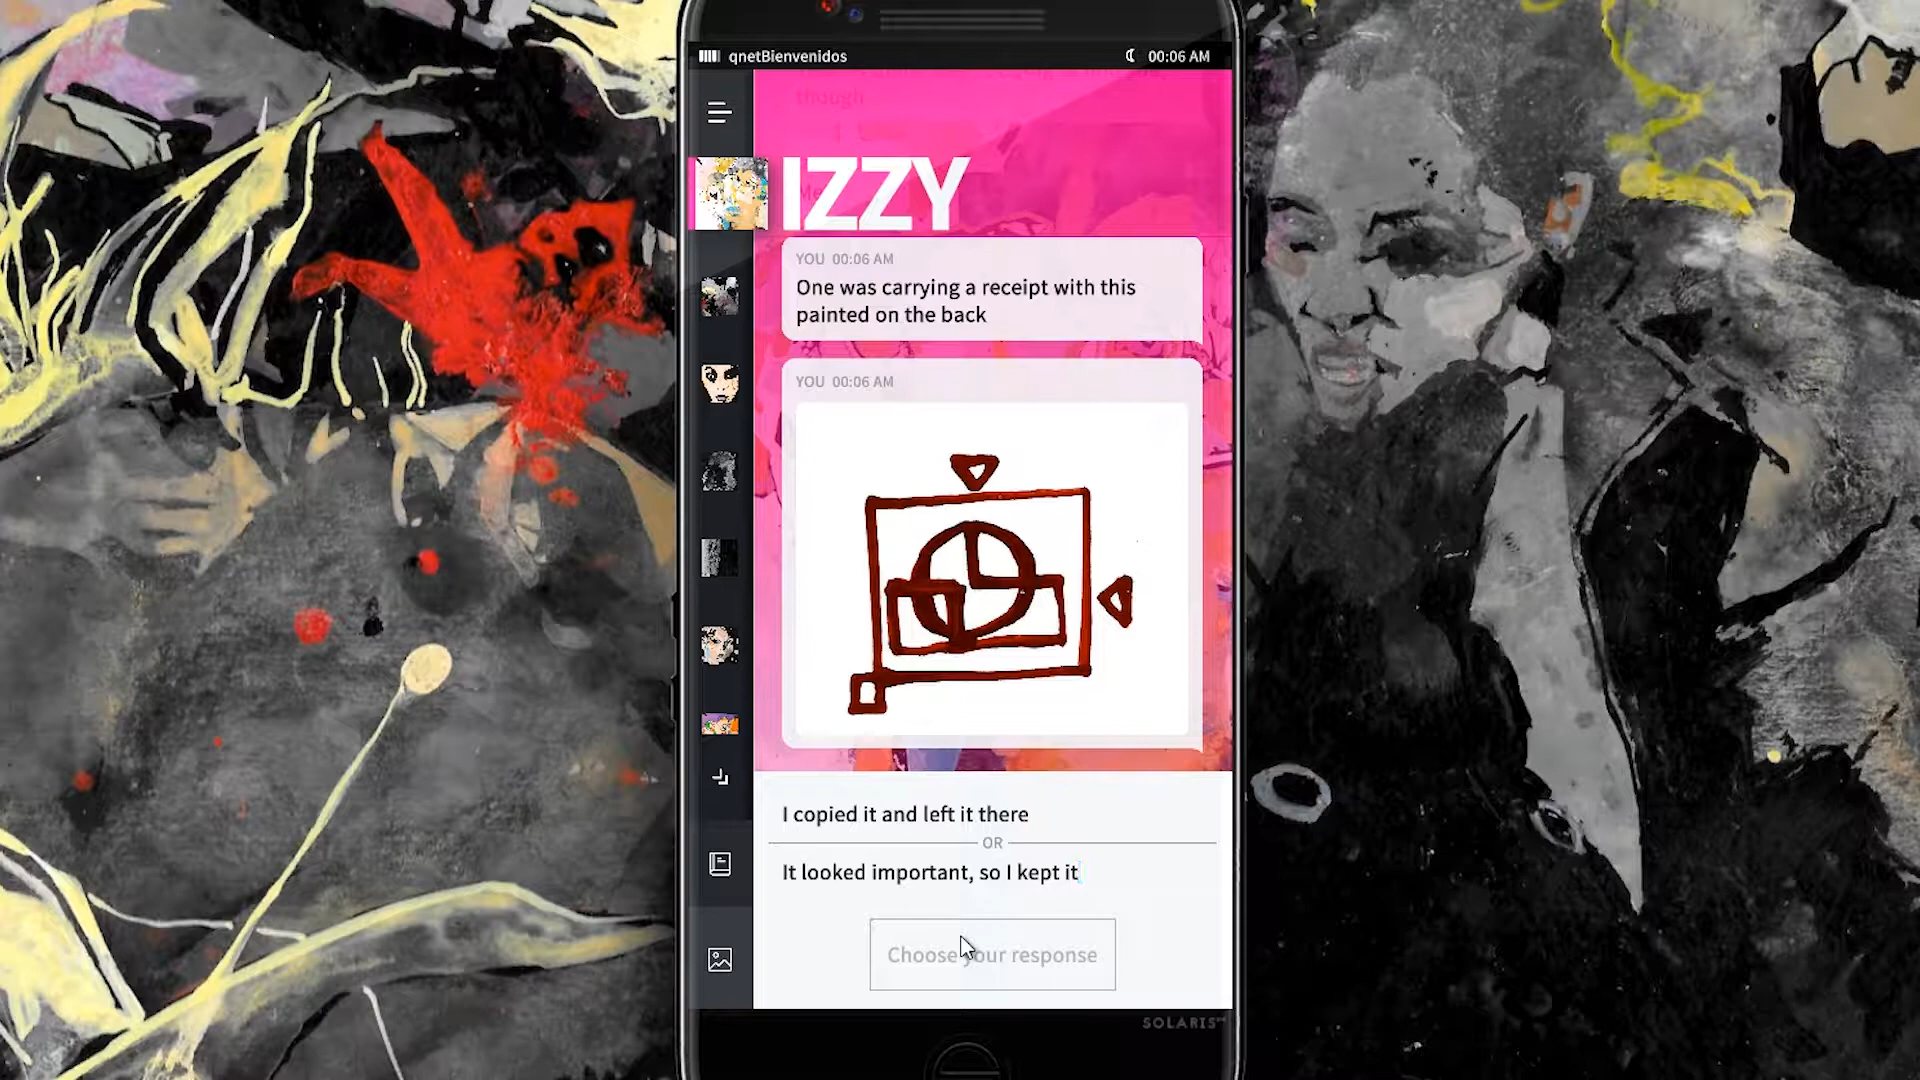 qnetBienvenidos
00:06 AM
though
IZZY
YOU 00:06 AM
One was carrying a receipt with this
painted on the back
YOU 00:06 AM
I copied it and left it there
OR
It looked important, so I kept it
Choose your response
SOLARIS